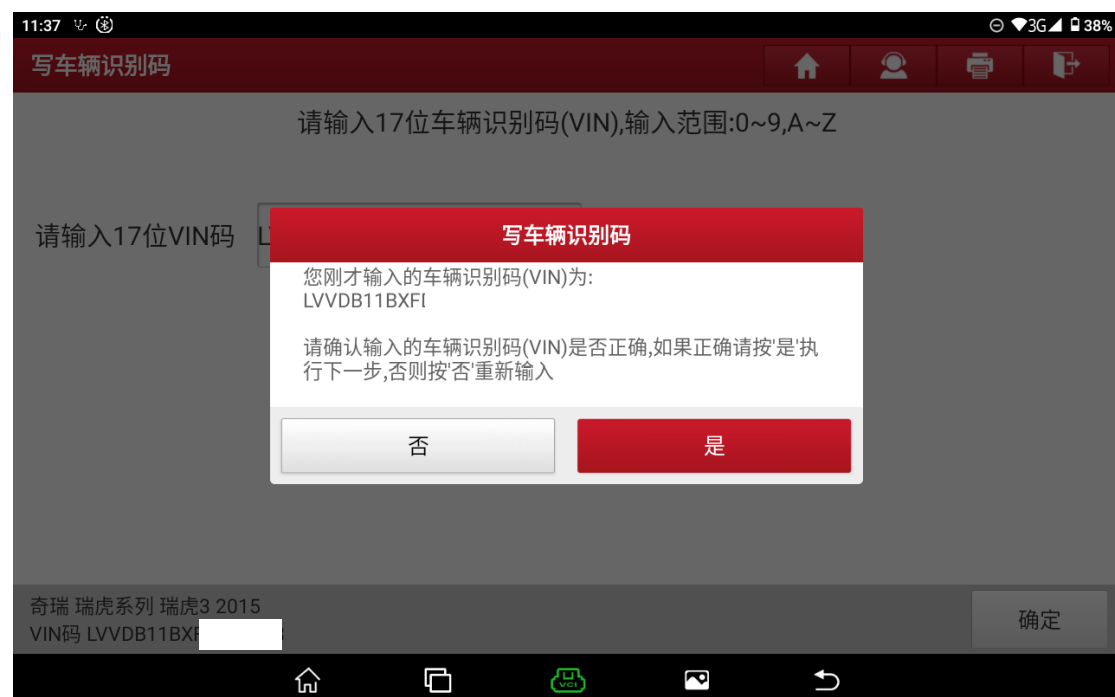 11:37
3G
38%
写车辆识别码
请输入17位车辆识别码(VIN),输入范围:0~9,A~Z
请输入17位VIN码
写车辆识别码
您刚才输入的车辆识别码(VIN)为:
LVVDB11BXF
请确认输入的车辆识别码(VIN)是否正确,如果正确请按'是'执
行下一步,否则按'否'重新输入
否
是
奇瑞 瑞虎系列 瑞虎3 2015
VIN码 LVVDB11BXF
确定
VCI